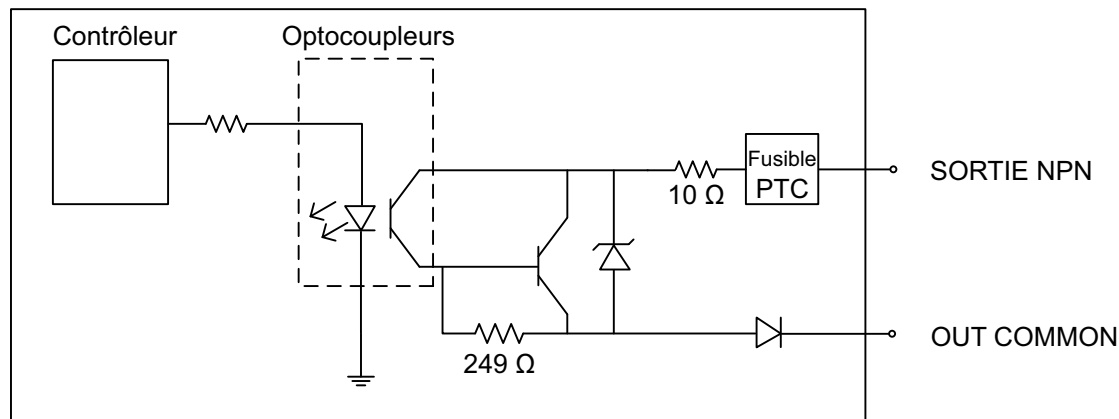 Contrôleur
Optocoupleurs
Fusible
PTC
SORTIE NPN
10 Ω
OUT COMMON
249 Ω